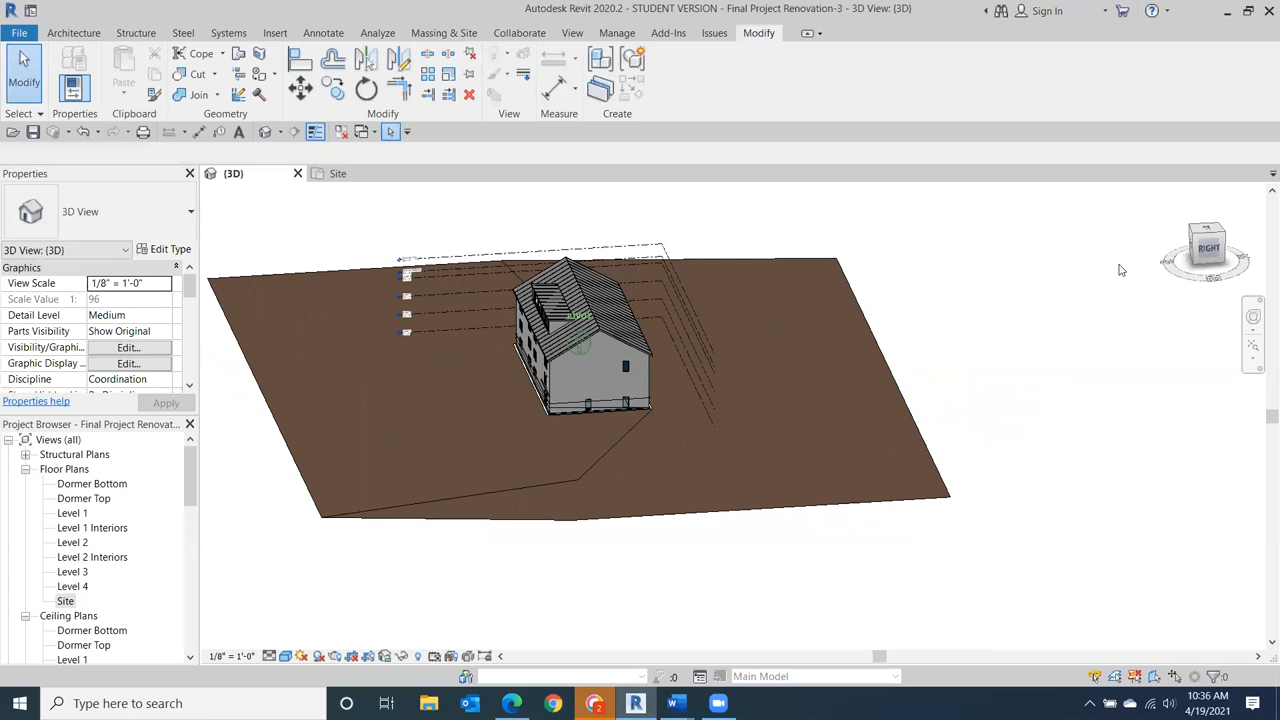 Autodesk Revit 2020.2 - STUDENT VERSION - Final Project Renovation-3 - 3D View: {3D}
Sign In
File Architecture Structure Steel Systems Insert Annotate Analyze Massing & Site Collaborate View Manage Add-Ins Issues Modify
Modify Paste Cope
Cut
Join
Select Properties Clipboard Geometry Modify View Measure Create
Properties
{3D}
Site
3D View
3D View: {3D}
Edit Type
Graphics
View Scale 1/8" = 1'-0"
Scale Value 1: 96
Detail Level Medium
Parts Visibility Show Original
Visibility/Graphi... Edit...
Graphic Display ... Edit...
Discipline Coordination
Properties help
Apply
Project Browser - Final Project Renovat...
Views (all)
Structural Plans
Floor Plans
Dormer Bottom
Dormer Top
Level 1
Level 1 Interiors
Level 2
Level 2 Interiors
Level 3
Level 4
Site
Ceiling Plans
Dormer Bottom
Dormer Top
Level 1
RIGHT
Pivot
1/8" = 1'-0"
:0
Main Model
:0
Type here to search
2
10:36 AM
4/19/2021